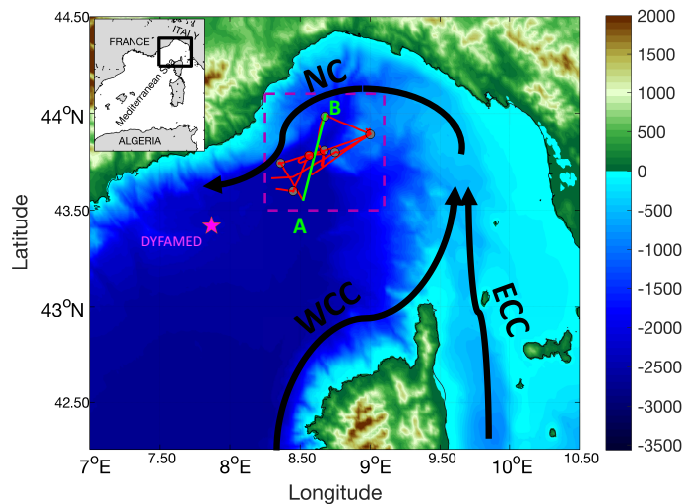 FRANCE
ITALY
Mediterranean Sea
ALGERIA
44.50
44°N
43.50
43°N
42.50
Latitude
7°E
7.50
8°E
8.50
9°E
9.50
10°E
10.50
Longitude
NC
B
A
DYFAMED
WCC
ECC
2000
1500
1000
500
0
-500
-1000
-1500
-2000
-2500
-3000
-3500